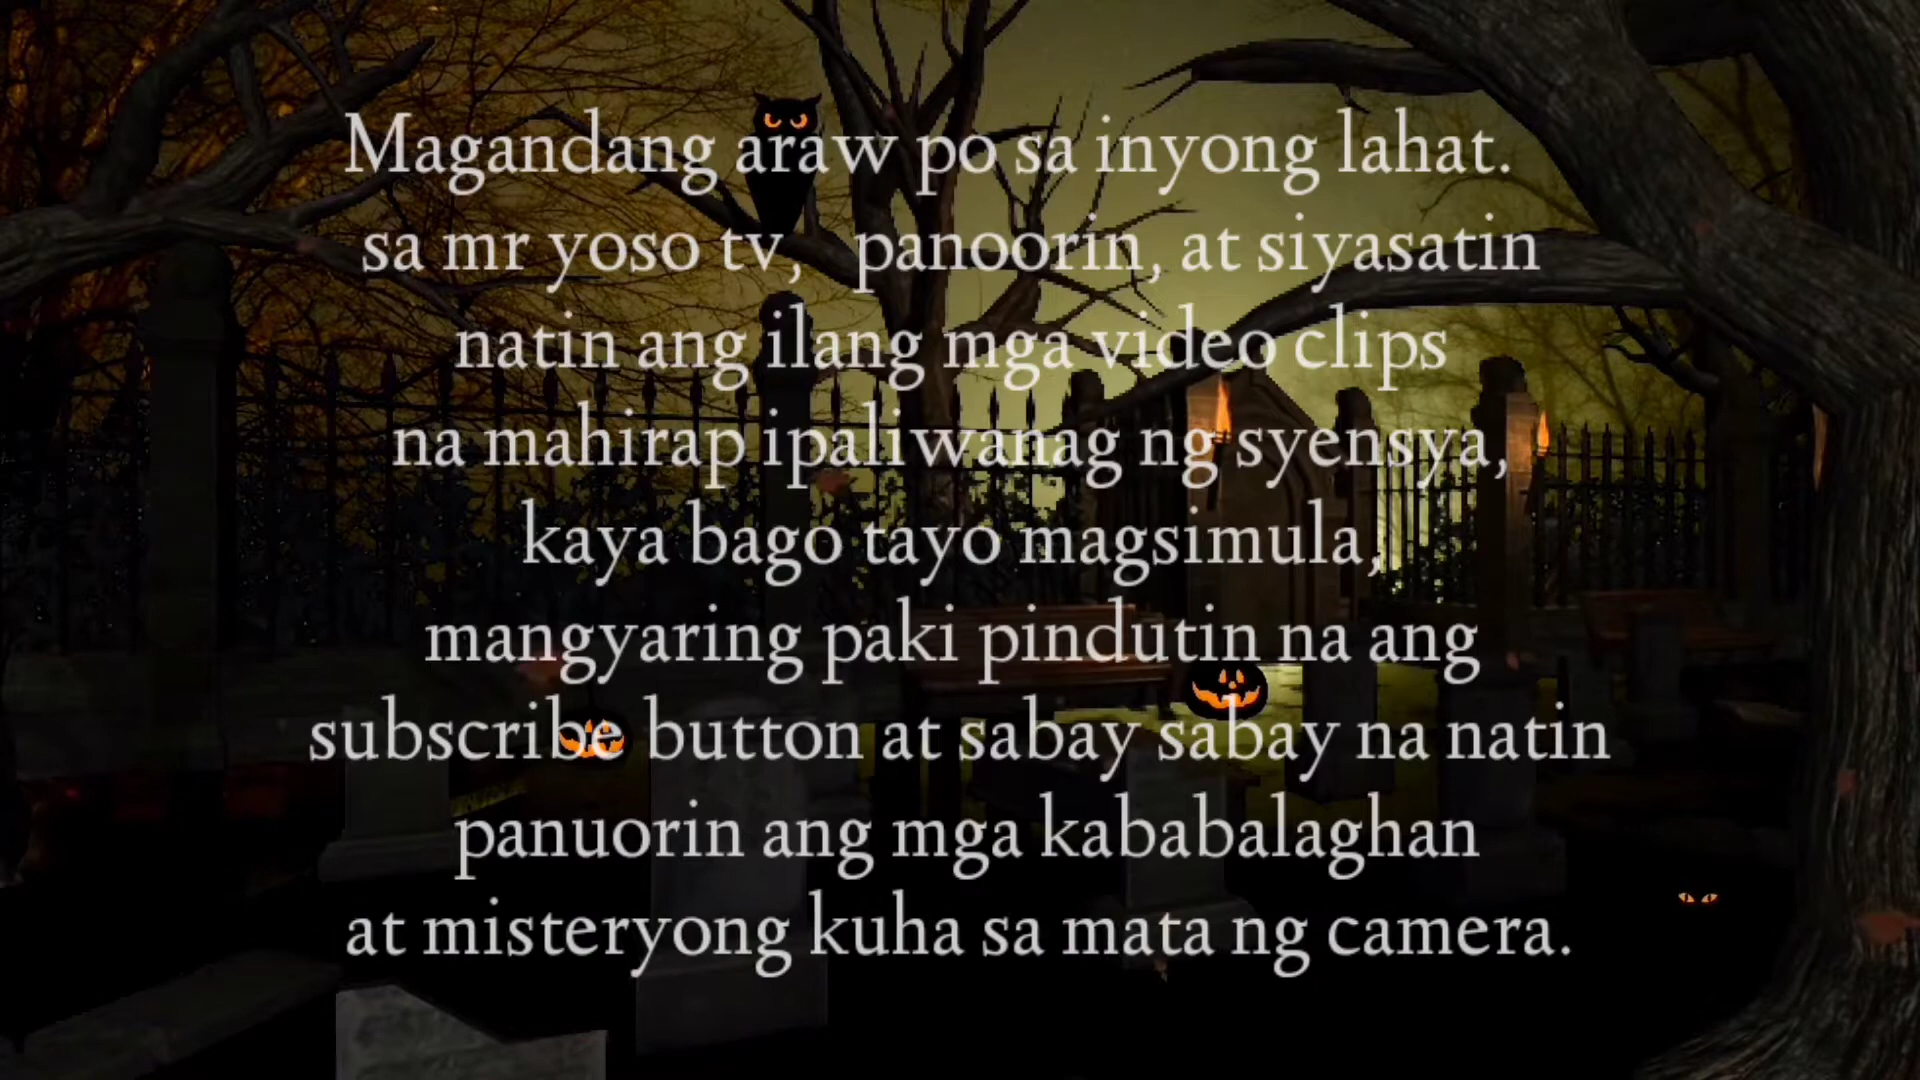 Magandang araw po sa inyong lahat.
sa mr yoso tv, panoorin, at siyasatin
natin ang ilang mga video clips
na mahirap ipaliwanag ng syensya,
kaya bago tayo magsimula,
mangyaring paki pindutin na ang
subscribe button at sabay sabay na natin
panuorin ang mga kababalaghan
at misteryong kuha sa mata ng camera.